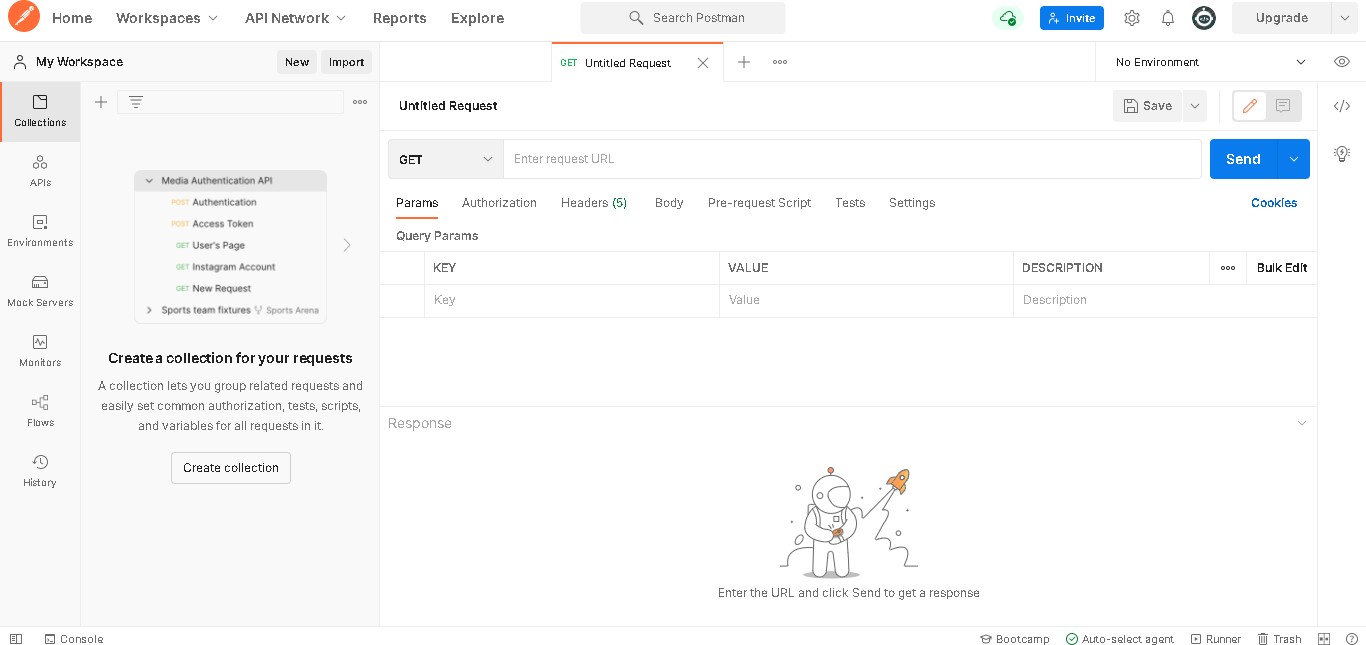 Home Workspaces API Network Reports Explore Search Postman Invite Upgrade
My Workspace New Import GET Untitled Request No Environment
Collections
APIs
Environments
Mock Servers
Monitors
Flows
History
Media Authentication API
POST Authentication
POST Access Token
GET User's Page
GET Instagram Account
GET New Request
Sports team fixtures Sports Arena
Create a collection for your requests
A collection lets you group related requests and
easily set common authorization, tests, scripts,
and variables for all requests in it.
Create collection
Untitled Request Save
GET Enter request URL Send
Params Authorization Headers (5) Body Pre-request Script Tests Settings Cookies
Query Params
KEY VALUE DESCRIPTION Bulk Edit
Key Value Description
Response
Enter the URL and click Send to get a response
Console Bootcamp Auto-select agent Runner Trash